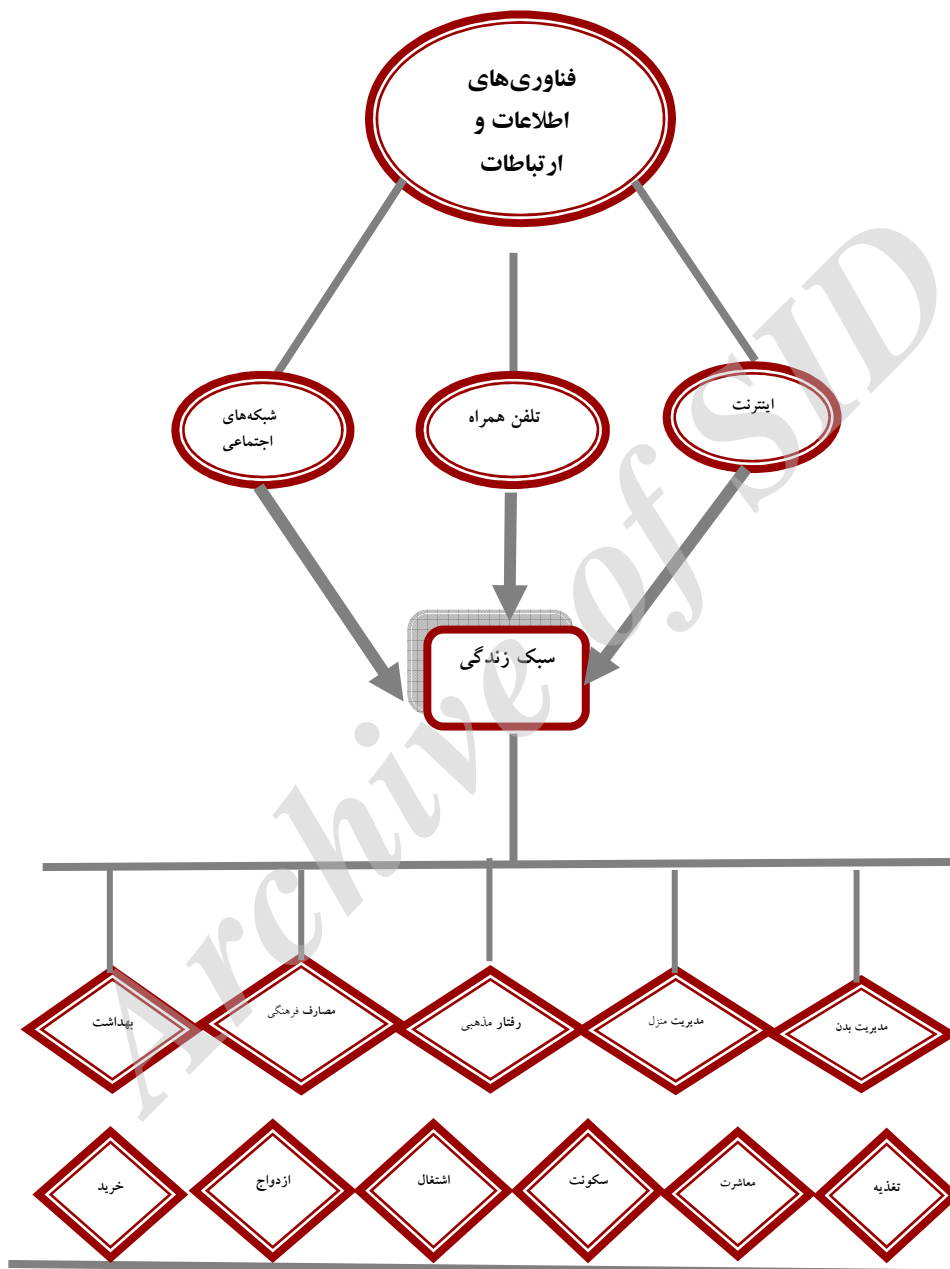 فناوری‌های
اطلاعات و
ارتباطات
اینترنت
تلفن همراه
شبکه‌های
اجتماعی
سبک زندگی
مدیریت بدن
مدیریت منزل
رفتار مذهبی
مصارف فرهنگی
بهداشت
تغذیه
معاشرت
سکونت
اشتغال
ازدواج
خرید
Archive of SID